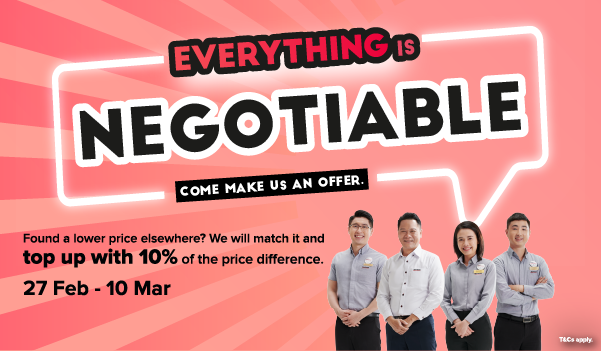 EVERYTHING IS
NEGOTIABLE
COME MAKE US AN OFFER.
Found a lower price elsewhere? We will match it and
top up with 10% of the price difference.
27 Feb - 10 Mar
T&Cs apply.